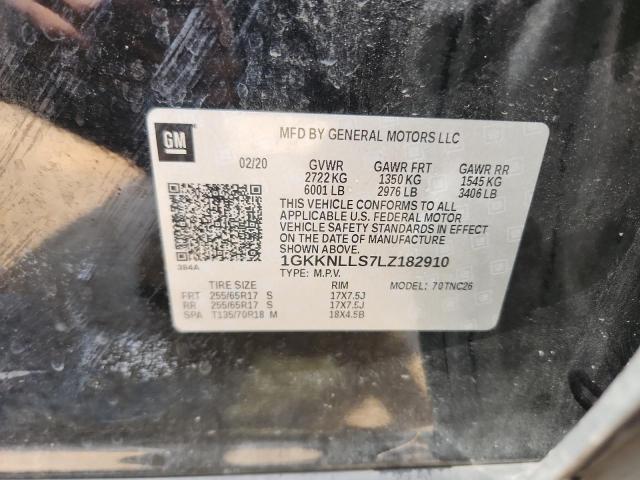 GM
MFD BY GENERAL MOTORS LLC
02/20 GVWR GAWR FRT GAWR RR
2722 KG 1350 KG 1545 KG
6001 LB 2976 LB 3406 LB
THIS VEHICLE CONFORMS TO ALL
APPLICABLE U.S. FEDERAL MOTOR
VEHICLE SAFETY STANDARDS IN
EFFECT ON THE DATE OF MANUFACTURE
SHOWN ABOVE.
384A
1GKKNLLS7LZ182910
TYPE: M.P.V. MODEL: 70TNC26
TIRE SIZE RIM
FRT 255/65R17 S 17X7.5J
RR 255/65R17 S 17X7.5J
SPA T135/70R18 M 18X4.5B